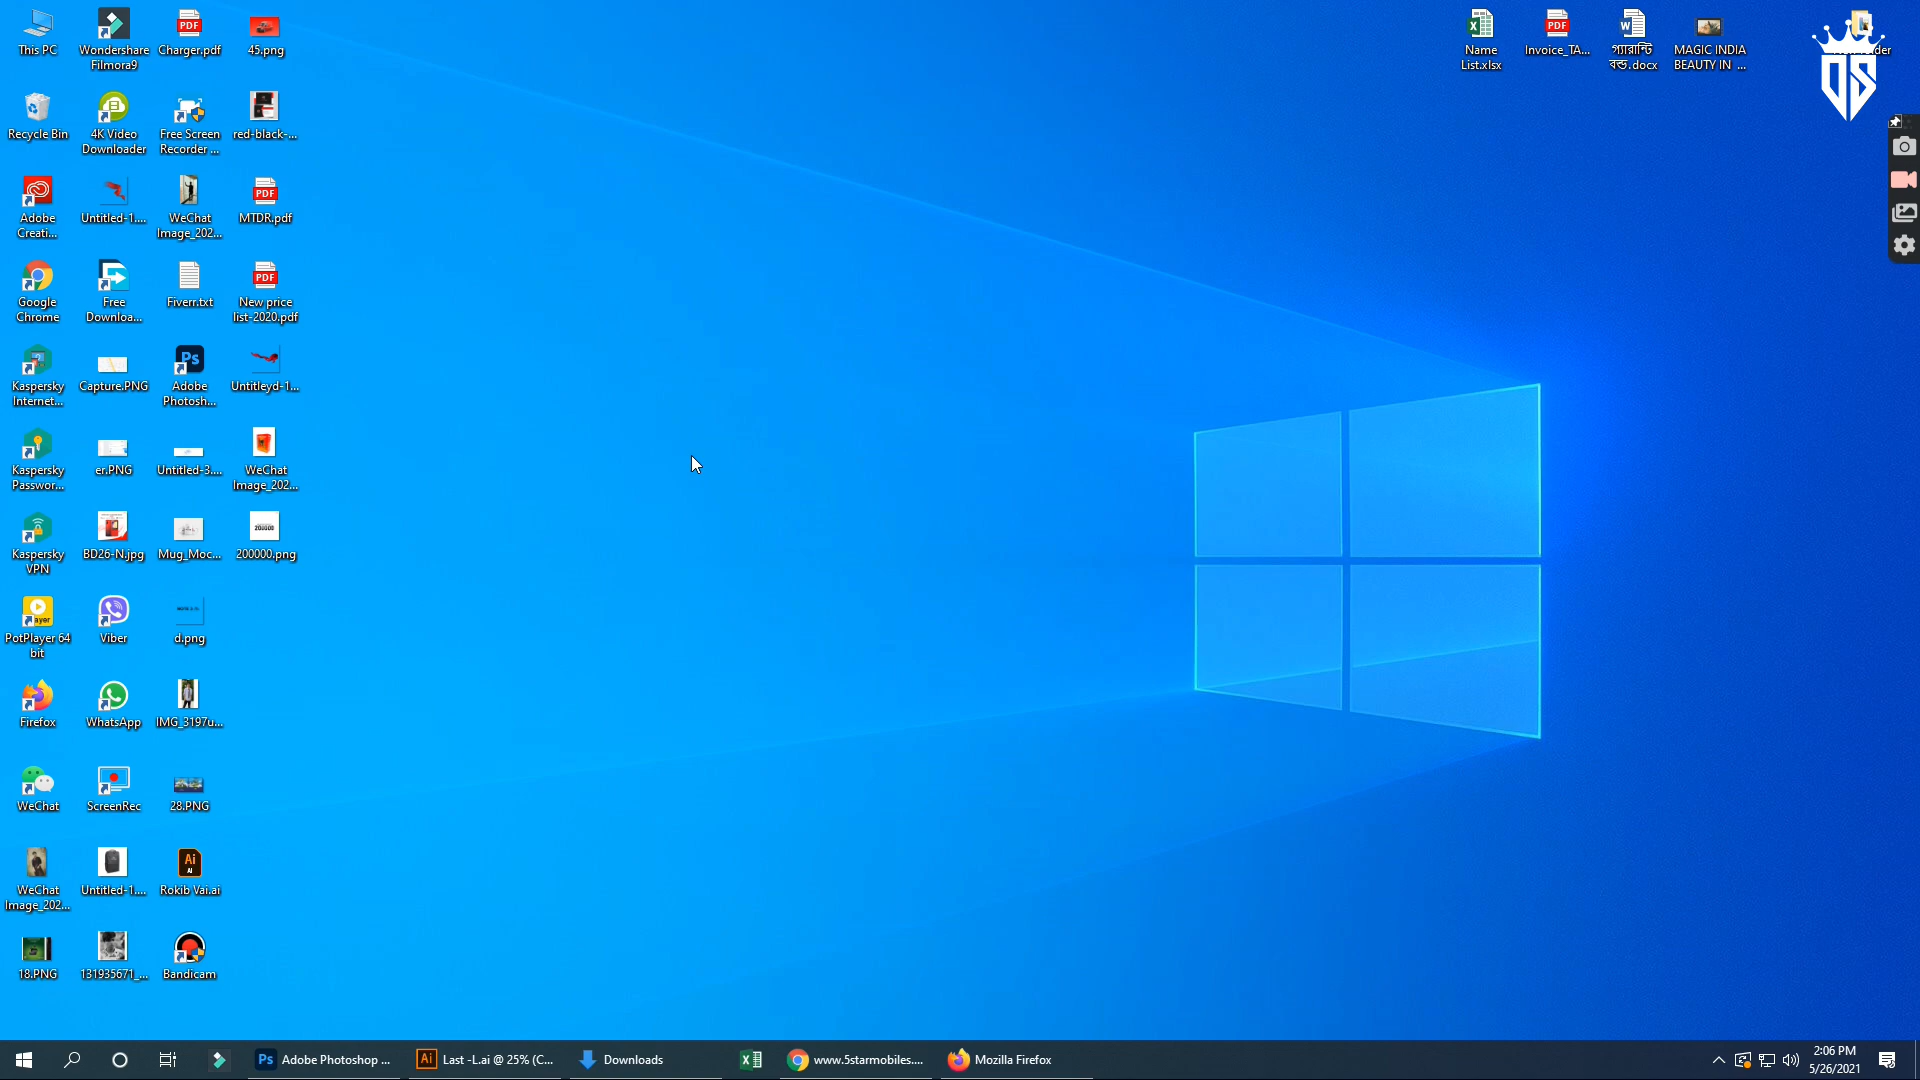 This PC
Wondershare
Filmora9
Charger.pdf
45.png
Name
List.xlsx
Invoice_TA...
গ্যারান্টি
বন্ড.docx
MAGIC INDIA
BEAUTY IN ...
Recycle Bin
4K Video
Downloader
Free Screen
Recorder ...
red-black-...
Adobe
Creati...
Untitled-1....
WeChat
Image_202...
MTDR.pdf
Google
Chrome
Free
Downloa...
Fiverr.txt
New price
list-2020.pdf
Kaspersky
Internet...
Capture.PNG
Adobe
Photosh...
Untitleyd-1...
Kaspersky
Passwor...
er.PNG
Untitled-3....
WeChat
Image_202...
Kaspersky
VPN
BD26-N.jpg
Mug_Moc...
200000.png
PotPlayer 64
bit
Viber
d.png
Firefox
WhatsApp
IMG_3197u...
WeChat
ScreenRec
28.PNG
WeChat
Image_202...
Untitled-1....
Rokib Vai.ai
18.PNG
131935671_...
Bandicam
Adobe Photoshop ...
Last -L.ai @ 25% (C...
Downloads
www.5starmobiles....
Mozilla Firefox
2:06 PM
5/26/2021